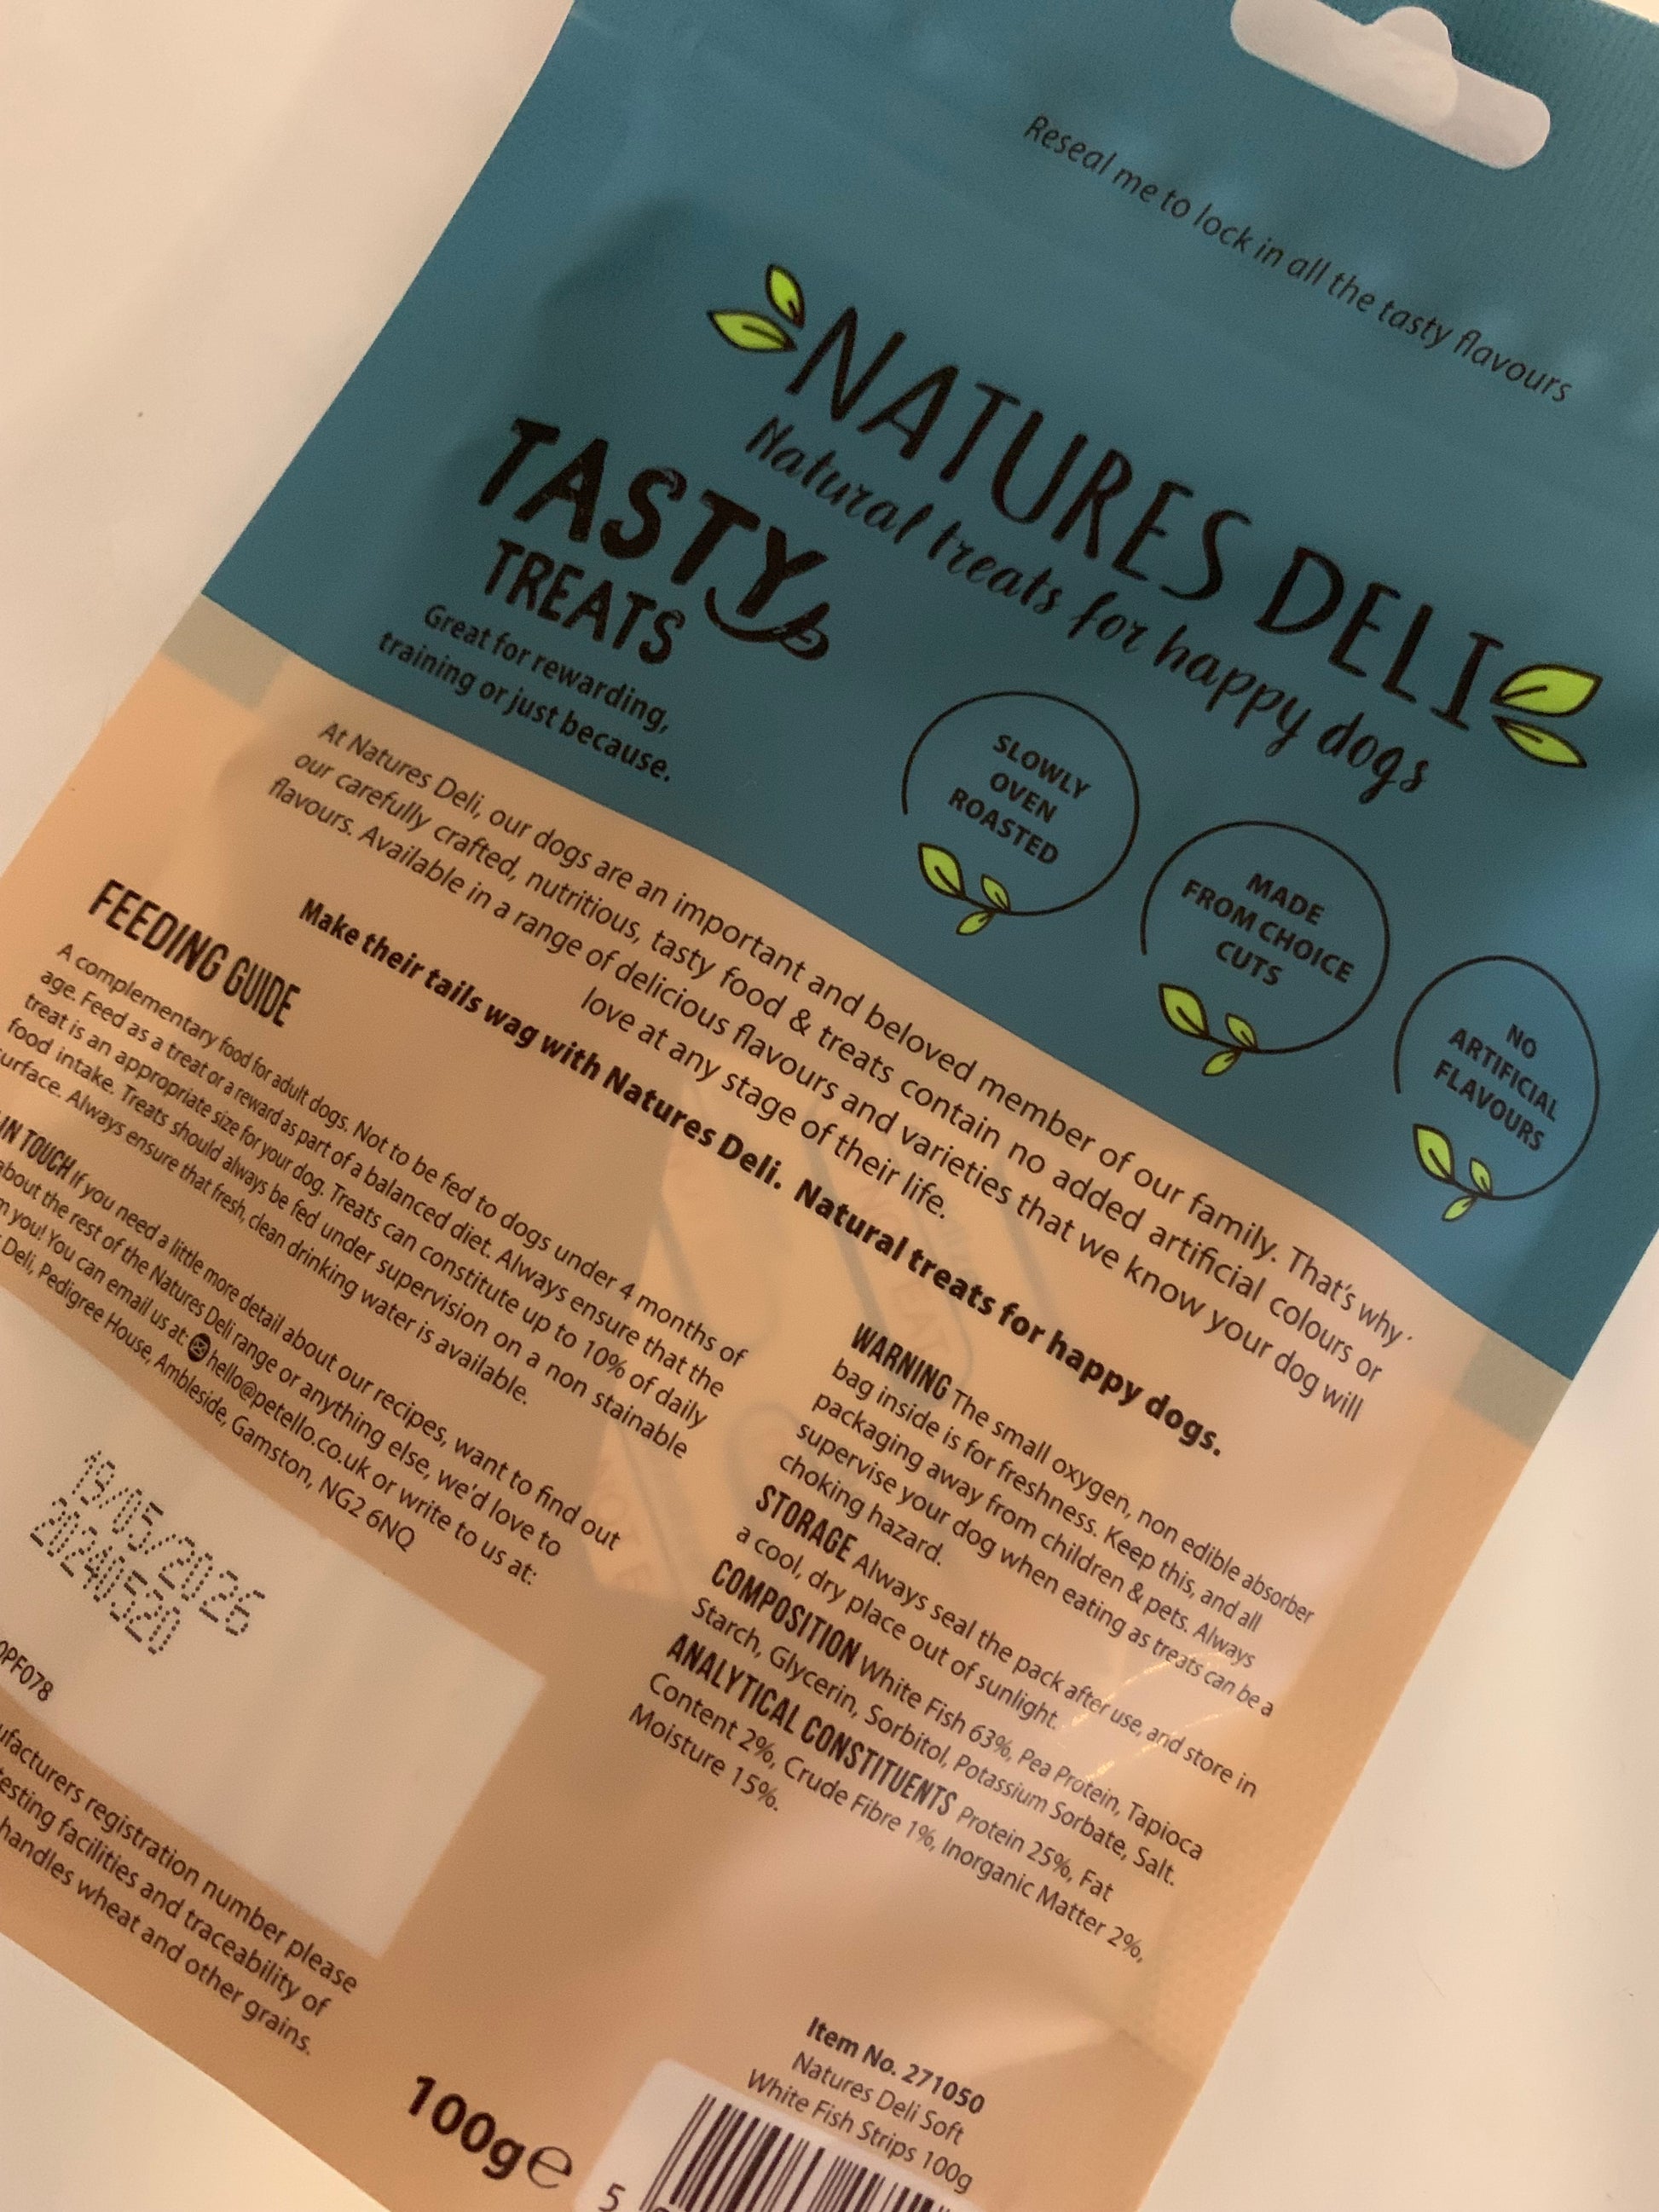 Reseal me to lock in all the tasty flavours
NATURES DELI
Natural treats for happy dogs
TASTY
TREATS
Great for rewarding,
training or just because.
SLOWLY
OVEN
ROASTED
MADE
FROM CHOICE
CUTS
NO
ARTIFICIAL
FLAVOURS
At Natures Deli, our dogs are an important and beloved member of our family. That's why
our carefully crafted, nutritious, tasty food & treats contain no added artificial colours or
flavours. Available in a range of delicious flavours and varieties that we know your dog will
love at any stage of their life.
Make their tails wag with Natures Deli. Natural treats for happy dogs.
FEEDING GUIDE
A complementary food for adult dogs. Not to be fed to dogs under 4 months of
age. Feed as a treat or a reward as part of a balanced diet. Always ensure that the
treat is an appropriate size for your dog. Treats can constitute up to 10% of daily
food intake. Treats should always be fed under supervision on a non stainable
urface. Always ensure that fresh, clean drinking water is available.
IN TOUCH If you need a little more detail about our recipes, want to find out
about the rest of the Natures Deli range or anything else, we'd love to
you! You can email us at: hello@petello.co.uk or write to us at:
Deli, Pedigree House, Ambleside, Gamston, NG2 6NQ
19/05/2026
20240520
PF078
ufacturers registration number please
esting facilities and traceability of
handles wheat and other grains.
WARNING The small oxygen, non edible absorber
bag inside is for freshness. Keep this, and all
packaging away from children & pets. Always
supervise your dog when eating as treats can be a
choking hazard.
STORAGE Always seal the pack after use, and store in
a cool, dry place out of sunlight.
COMPOSITION White Fish 63%, Pea Protein, Tapioca
Starch, Glycerin, Sorbitol, Potassium Sorbate, Salt.
ANALYTICAL CONSTITUENTS Protein 25%, Fat
Content 2%, Crude Fibre 1%, Inorganic Matter 2%,
Moisture 15%.
100g℮
Item No. 271050
Natures Deli Soft
White Fish Strips 100g
5